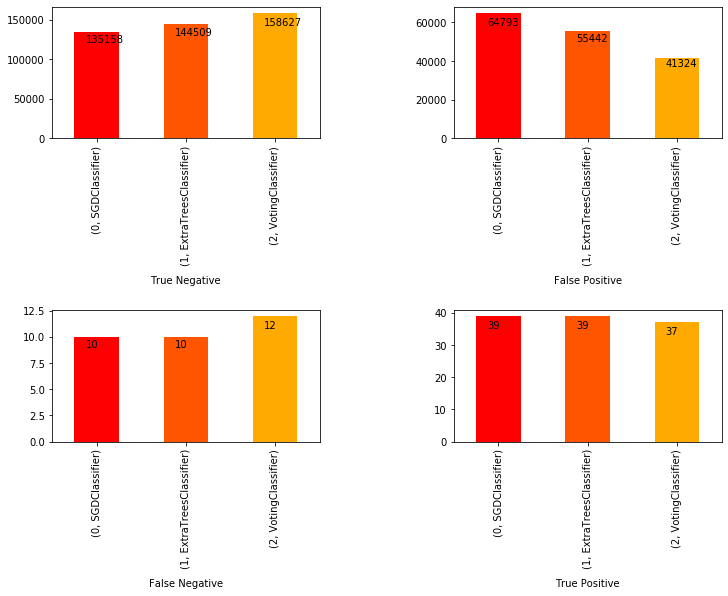 150000
100000
50000
0
135158
144509
158627
(0, SGDClassifier)
(1, ExtraTreesClassifier)
(2, VotingClassifier)
True Negative
60000
40000
20000
0
64793
55442
41324
(0, SGDClassifier)
(1, ExtraTreesClassifier)
(2, VotingClassifier)
False Positive
12.5
10.0
7.5
5.0
2.5
0.0
10
10
12
(0, SGDClassifier)
(1, ExtraTreesClassifier)
(2, VotingClassifier)
False Negative
40
30
20
10
0
39
39
37
(0, SGDClassifier)
(1, ExtraTreesClassifier)
(2, VotingClassifier)
True Positive